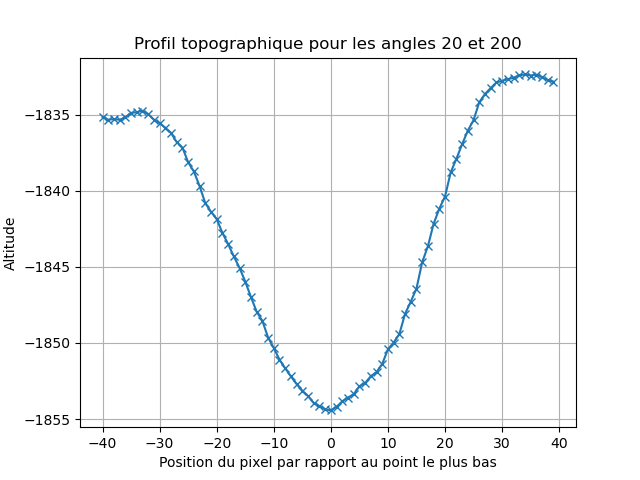 Profil topographique pour les angles 20 et 200
Altitude
−1835
−1840
−1845
−1850
−1855
−40 −30 −20 −10 0 10 20 30 40
Position du pixel par rapport au point le plus bas